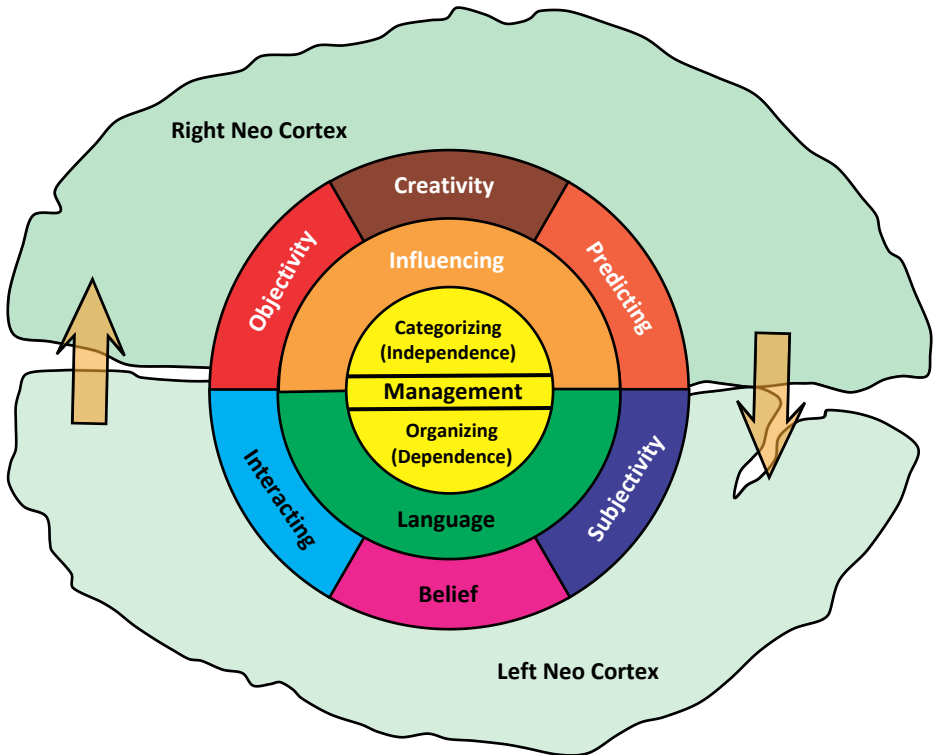 Right Neo Cortex
Creativity
Objectivity
Predicting
Influencing
Categorizing
(Independence)
Management
Organizing
(Dependence)
Interacting
Subjectivity
Language
Belief
Left Neo Cortex